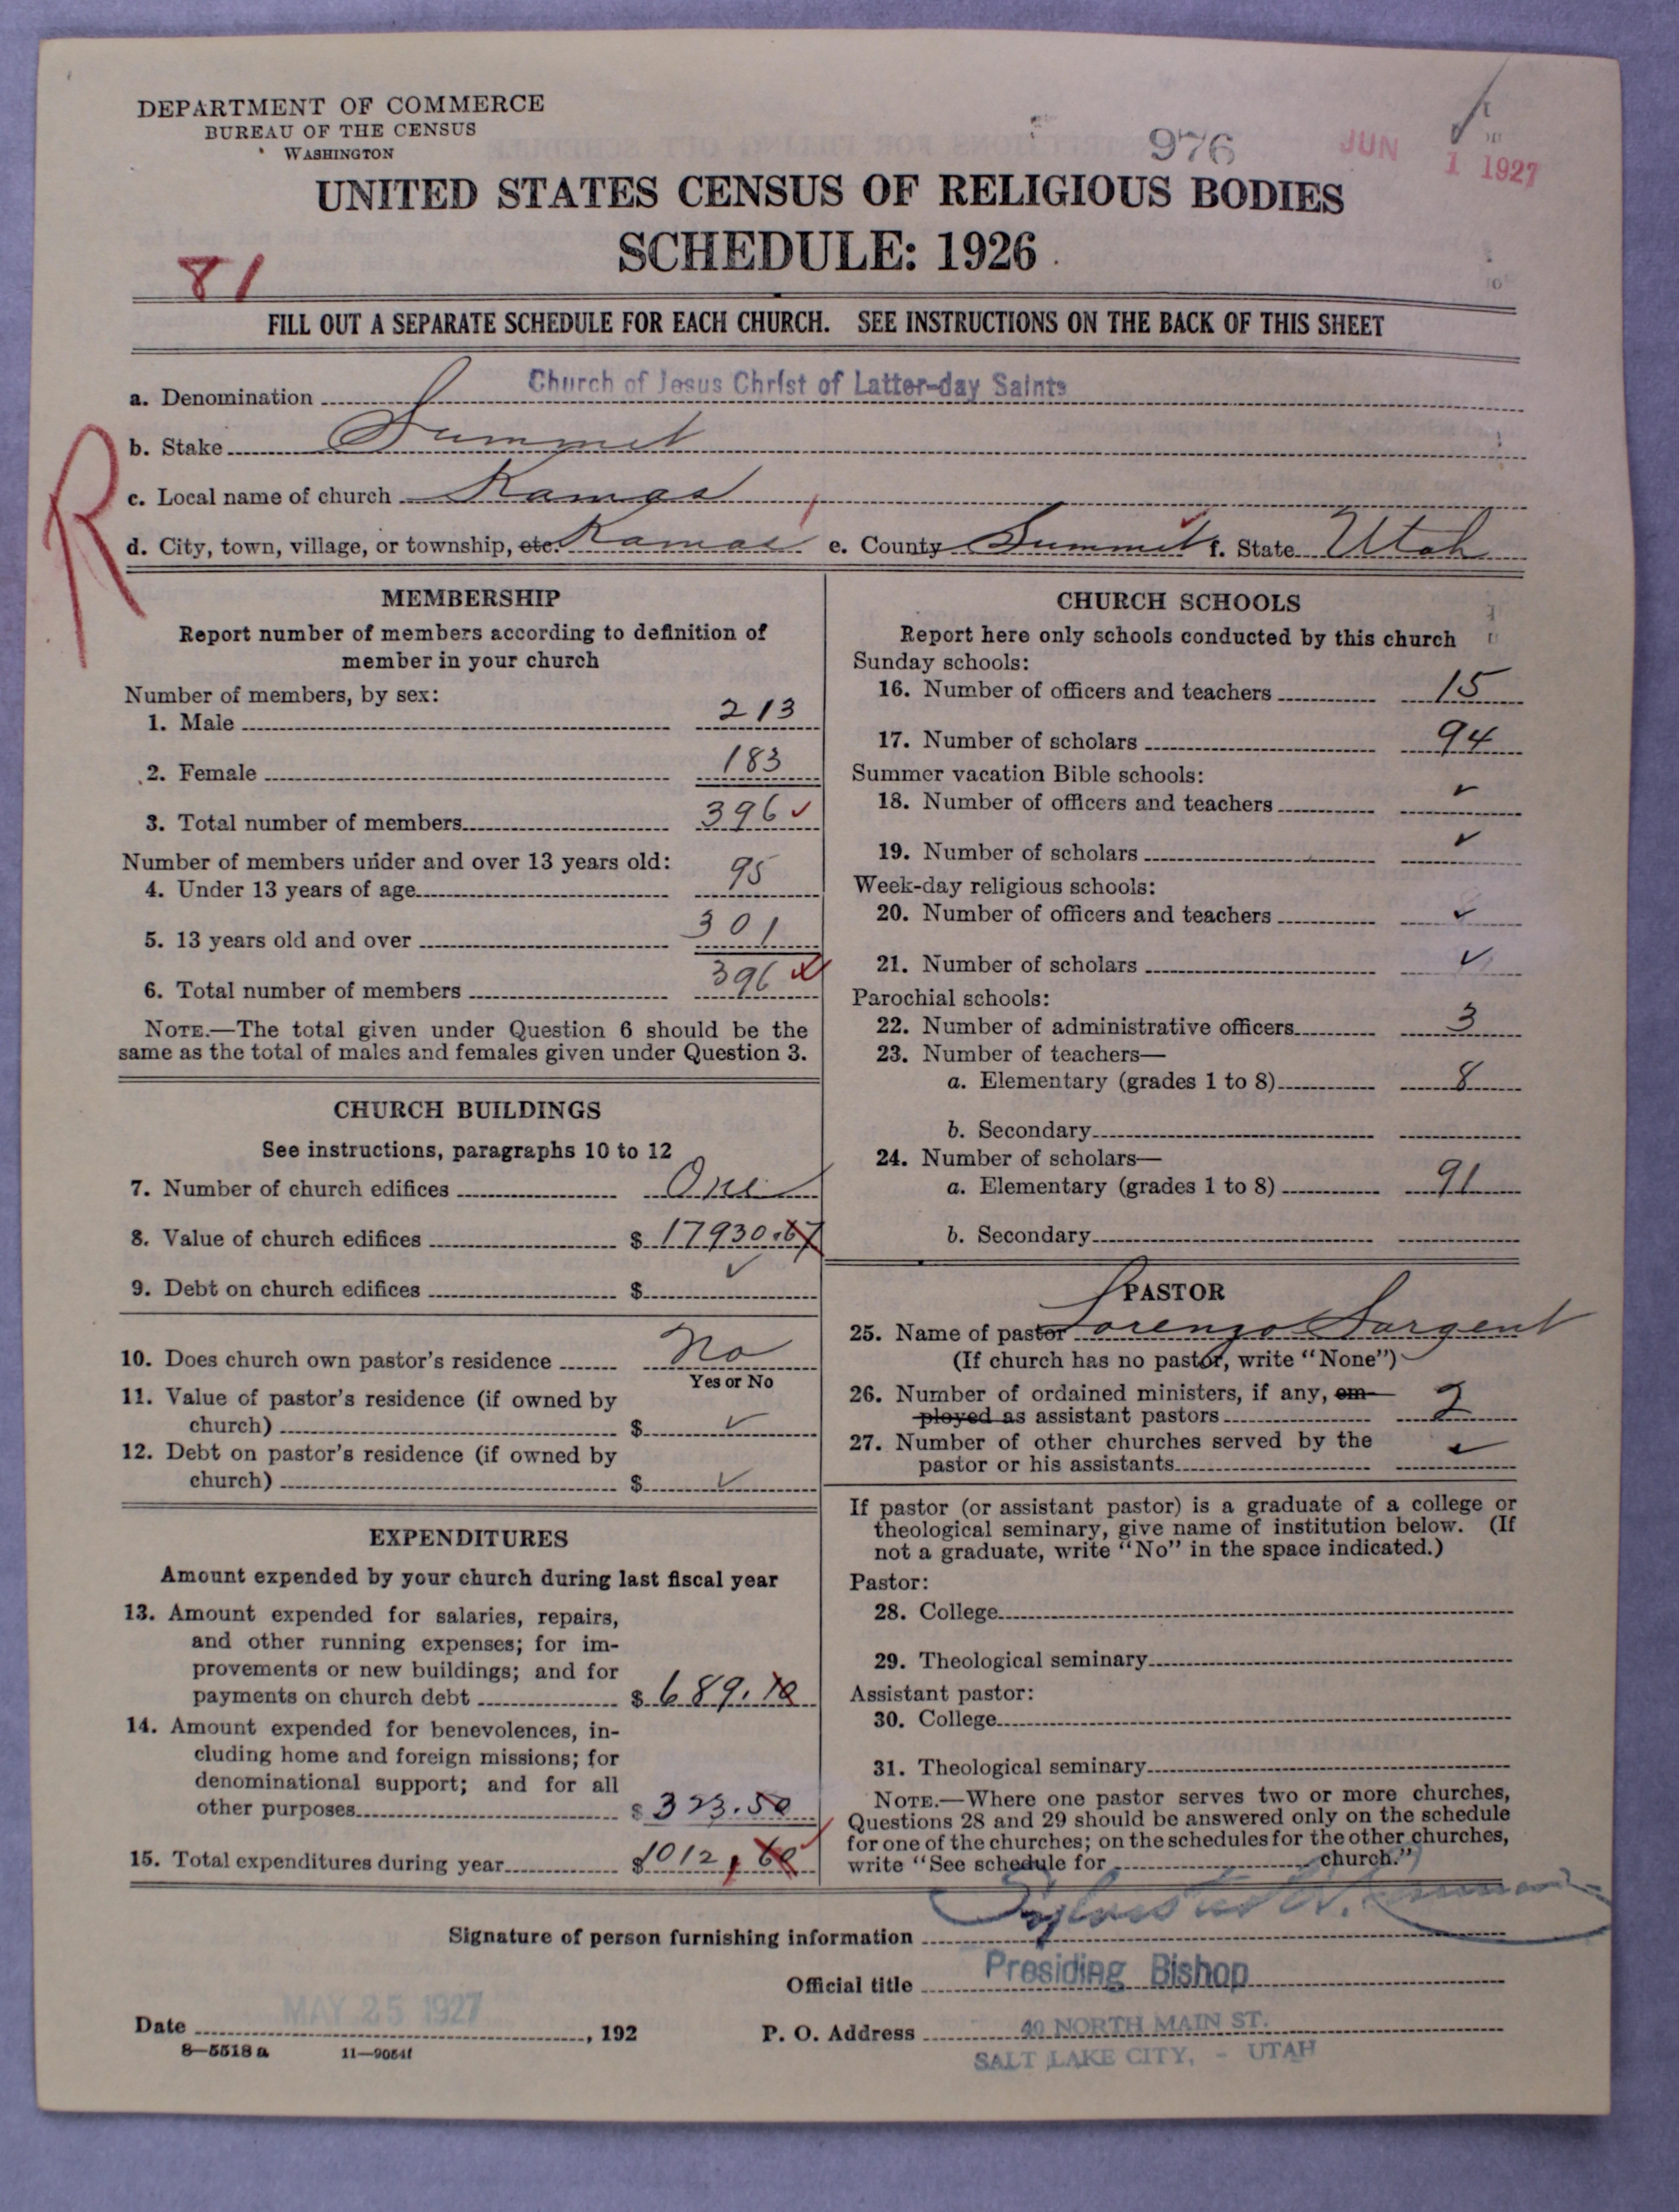 DEPARTMENT OF COMMERCE
BUREAU OF THE CENSUS
WASHINGTON
976
JUN 1 1927
UNITED STATES CENSUS OF RELIGIOUS BODIES
SCHEDULE: 1926
81
FILL OUT A SEPARATE SCHEDULE FOR EACH CHURCH. SEE INSTRUCTIONS ON THE BACK OF THIS SHEET
a. Denomination Church of Jesus Christ of Latter-day Saints
b. Stake Summit
R
c. Local name of church Kamas
d. City, town, village, or township, etc. Kamas e. County Summit f. State Utah
MEMBERSHIP
Report number of members according to definition of
member in your church
Number of members, by sex:
1. Male 213
2. Female 183
3. Total number of members 396 ✓
Number of members under and over 13 years old:
4. Under 13 years of age 95
5. 13 years old and over 301
6. Total number of members 396
NOTE.—The total given under Question 6 should be the
same as the total of males and females given under Question 3.
CHURCH BUILDINGS
See instructions, paragraphs 10 to 12
7. Number of church edifices One
8. Value of church edifices $ 17930.67
9. Debt on church edifices $ ✓
10. Does church own pastor's residence No
Yes or No
11. Value of pastor's residence (if owned by
church) $ ✓
12. Debt on pastor's residence (if owned by
church) $ ✓
EXPENDITURES
Amount expended by your church during last fiscal year
13. Amount expended for salaries, repairs,
and other running expenses; for im-
provements or new buildings; and for
payments on church debt $ 689.10
14. Amount expended for benevolences, in-
cluding home and foreign missions; for
denominational support; and for all
other purposes $ 323.50
15. Total expenditures during year $ 1012.60
CHURCH SCHOOLS
Report here only schools conducted by this church
Sunday schools:
16. Number of officers and teachers 15
17. Number of scholars 94
Summer vacation Bible schools:
18. Number of officers and teachers ✓
19. Number of scholars ✓
Week-day religious schools:
20. Number of officers and teachers ✓
21. Number of scholars ✓
Parochial schools:
22. Number of administrative officers 3
23. Number of teachers—
a. Elementary (grades 1 to 8) 8
b. Secondary
24. Number of scholars—
a. Elementary (grades 1 to 8) 91
b. Secondary
PASTOR
25. Name of pastor Lorenzo Sargent
(If church has no pastor, write "None")
26. Number of ordained ministers, if any, em-
ployed as assistant pastors 2
27. Number of other churches served by the
pastor or his assistants ✓
If pastor (or assistant pastor) is a graduate of a college or
theological seminary, give name of institution below. (If
not a graduate, write "No" in the space indicated.)
Pastor:
28. College
29. Theological seminary
Assistant pastor:
30. College
31. Theological seminary
NOTE.—Where one pastor serves two or more churches,
Questions 28 and 29 should be answered only on the schedule
for one of the churches; on the schedules for the other churches,
write "See schedule for church."
Signature of person furnishing information
Official title Presiding Bishop
Date MAY 25 1927, 192
P. O. Address 40 NORTH MAIN ST.
SALT LAKE CITY, - UTAH
8—5518 a 11—9054f